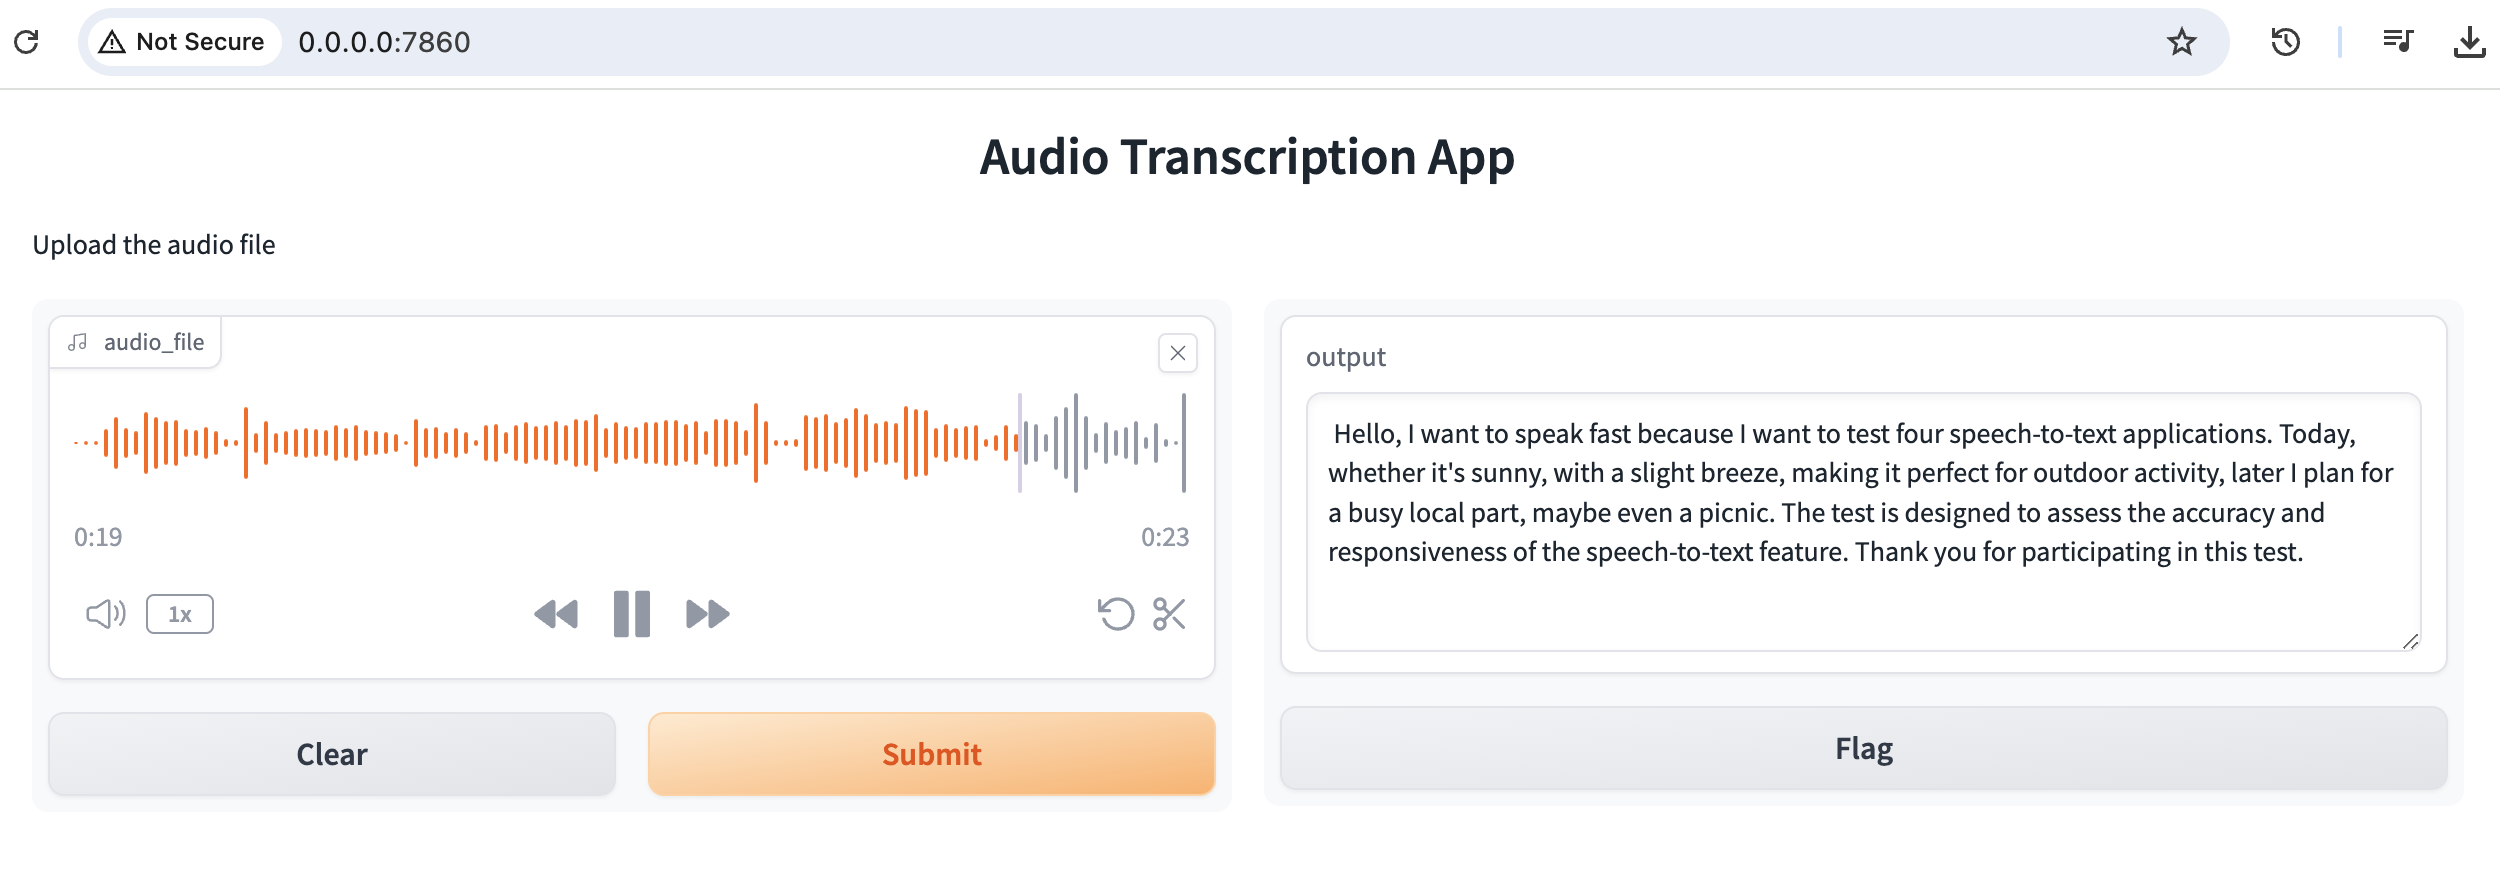 Not Secure 0.0.0.0:7860
Audio Transcription App
Upload the audio file
audio_file
0:19
0:23
1x
Clear
Submit
output
Hello, I want to speak fast because I want to test four speech-to-text applications. Today,
whether it's sunny, with a slight breeze, making it perfect for outdoor activity, later I plan for
a busy local part, maybe even a picnic. The test is designed to assess the accuracy and
responsiveness of the speech-to-text feature. Thank you for participating in this test.
Flag